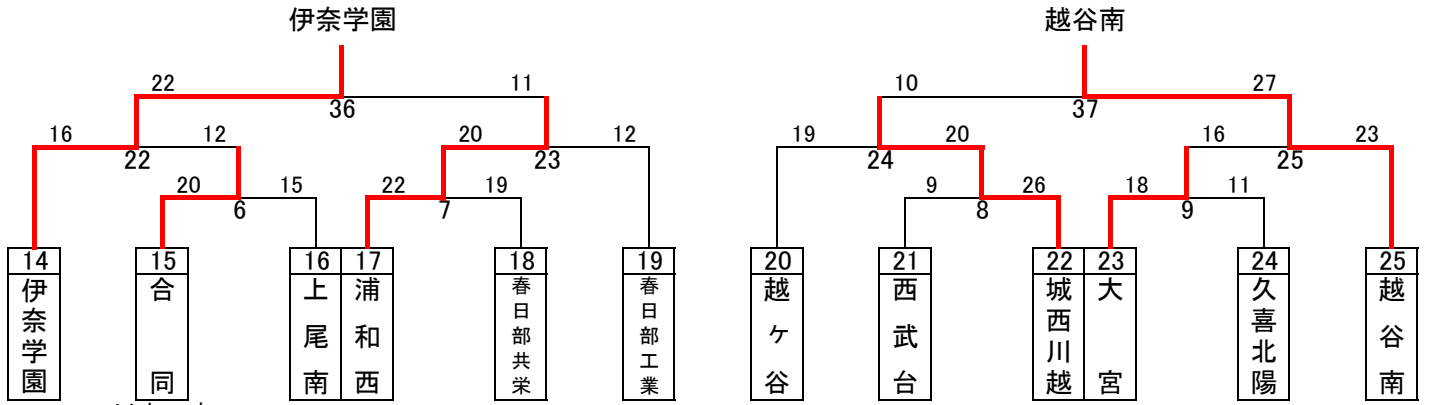 伊奈学園 越谷南
22 11 10 27
36 37
16 12 20 12 19 20 16 23
22 23 24 25
20 15 22 19 9 26 18 11
6 7 8 9
14 15 16 17 18 19 20 21 22 23 24 25
伊奈学園
合同
上尾南
浦和西
春日部共栄
春日部工業
越ケ谷
西武台
城西川越
大宮
久喜北陽
越谷南